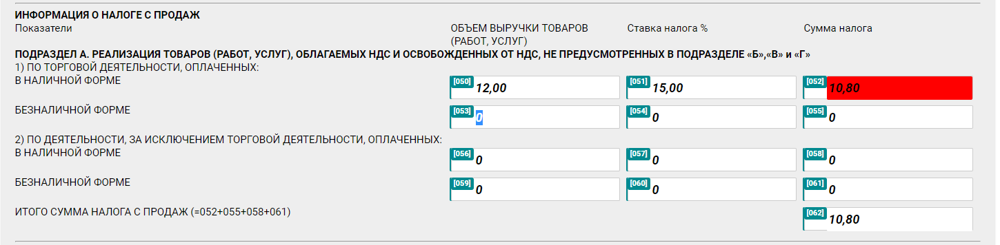 ИНФОРМАЦИЯ О НАЛОГЕ С ПРОДАЖ
Показатели ОБЪЕМ ВЫРУЧКИ ТОВАРОВ (РАБОТ, УСЛУГ) Ставка налога % Сумма налога
ПОДРАЗДЕЛ А. РЕАЛИЗАЦИЯ ТОВАРОВ (РАБОТ, УСЛУГ), ОБЛАГАЕМЫХ НДС И ОСВОБОЖДЕННЫХ ОТ НДС, НЕ ПРЕДУСМОТРЕННЫХ В ПОДРАЗДЕЛЕ «Б»,«В» и «Г»
1) ПО ТОРГОВОЙ ДЕЯТЕЛЬНОСТИ, ОПЛАЧЕННЫХ:
В НАЛИЧНОЙ ФОРМЕ [050] 12,00 [051] 15,00 [052] 10,80
БЕЗНАЛИЧНОЙ ФОРМЕ [053] 0 [054] 0 [055] 0
2) ПО ДЕЯТЕЛЬНОСТИ, ЗА ИСКЛЮЧЕНИЕМ ТОРГОВОЙ ДЕЯТЕЛЬНОСТИ, ОПЛАЧЕННЫХ:
В НАЛИЧНОЙ ФОРМЕ [056] 0 [057] 0 [058] 0
БЕЗНАЛИЧНОЙ ФОРМЕ [059] 0 [060] 0 [061] 0
ИТОГО СУММА НАЛОГА С ПРОДАЖ (=052+055+058+061) [062] 10,80